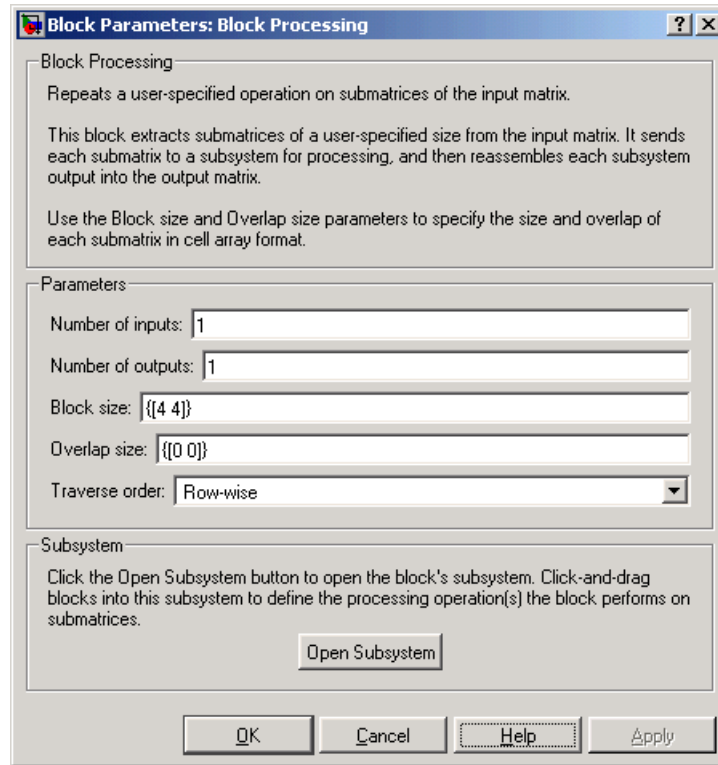 Block Parameters: Block Processing
Block Processing
Repeats a user-specified operation on submatrices of the input matrix.
This block extracts submatrices of a user-specified size from the input matrix. It sends
each submatrix to a subsystem for processing, and then reassembles each subsystem
output into the output matrix.
Use the Block size and Overlap size parameters to specify the size and overlap of
each submatrix in cell array format.
Parameters
Number of inputs: 1
Number of outputs: 1
Block size: {[4 4]}
Overlap size: {[0 0]}
Traverse order: Row-wise
Subsystem
Click the Open Subsystem button to open the block's subsystem. Click-and-drag
blocks into this subsystem to define the processing operation(s) the block performs on
submatrices.
Open Subsystem
OK Cancel Help Apply